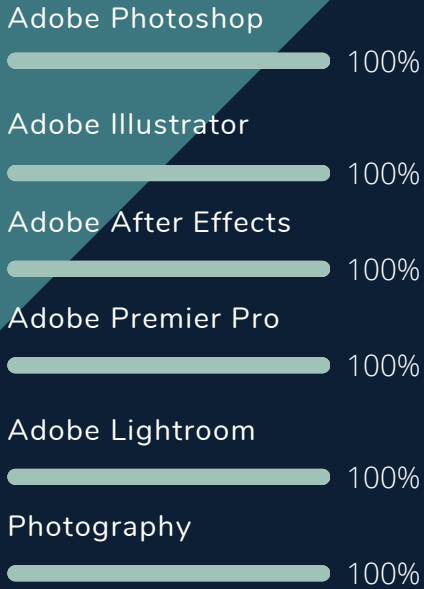 Adobe Photoshop
100%
Adobe Illustrator
100%
Adobe After Effects
100%
Adobe Premier Pro
100%
Adobe Lightroom
100%
Photography
100%